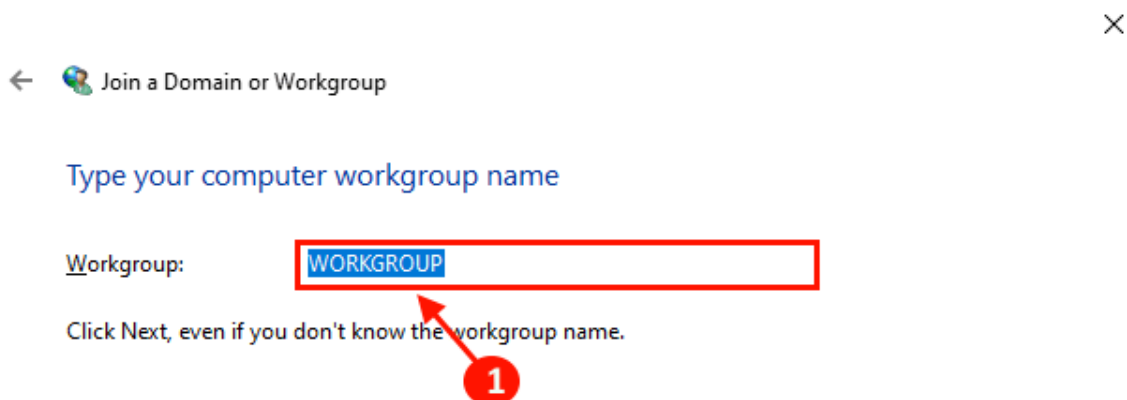 Join a Domain or Workgroup
Type your computer workgroup name
Workgroup: WORKGROUP
Click Next, even if you don't know the workgroup name.
1